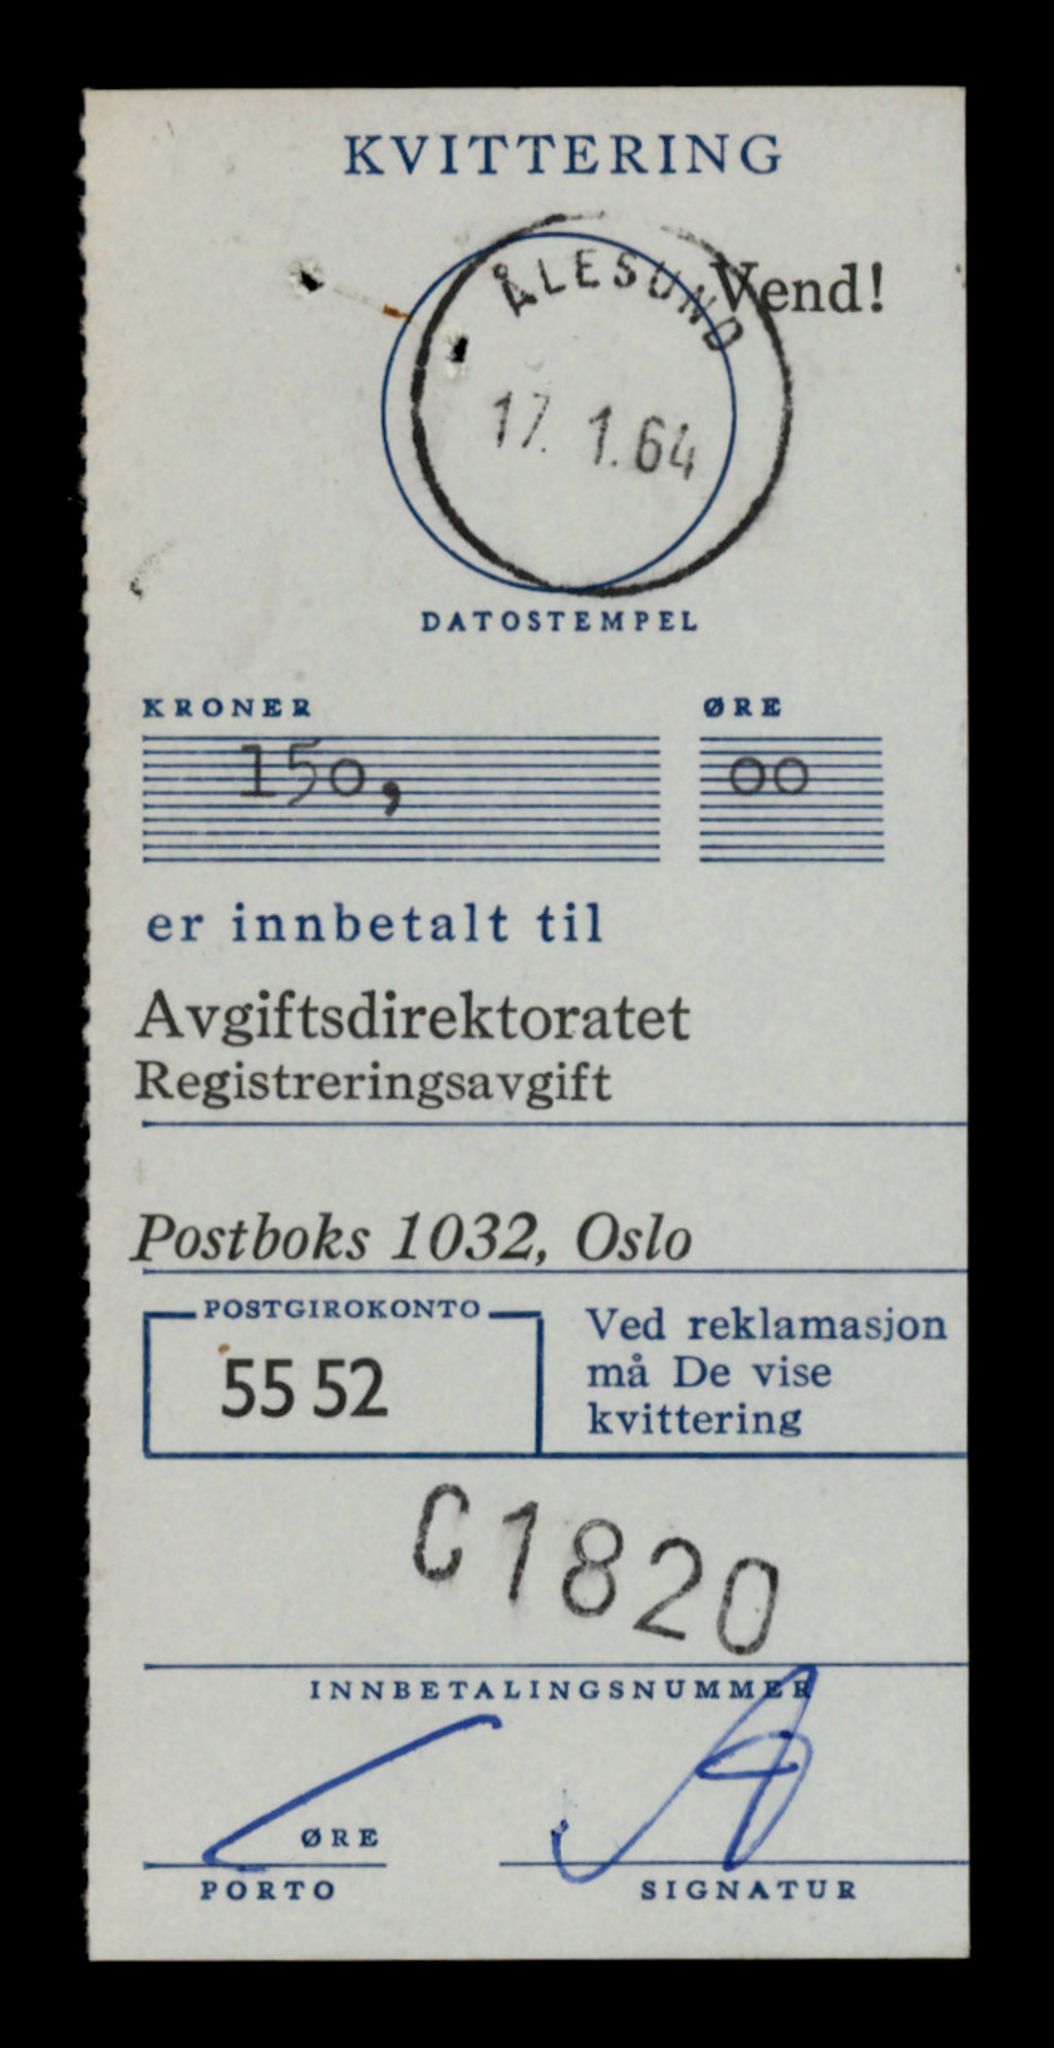 KVITTERING
Vend!
ÅLESUND
17. 1.64
DATOSTEMPEL
KRONER ØRE
150, 00
er innbetalt til
Avgiftsdirektoratet
Registreringsavgift
Postboks 1032, Oslo
POSTGIROKONTO
55 52
Ved reklamasjon
må De vise
kvittering
C1820
INNBETALINGSNUMMER
ØRE
PORTO SIGNATUR